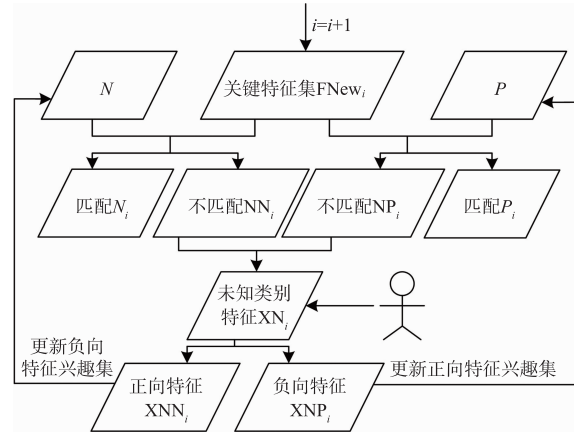 i=i+1
N
关键特征集FNewᵢ
P
匹配Nᵢ
不匹配NNᵢ
不匹配NPᵢ
匹配Pᵢ
未知类别
特征XNᵢ
更新负向
特征兴趣集
正向特征
XNNᵢ
负向特征
XNPᵢ
更新正向特征兴趣集